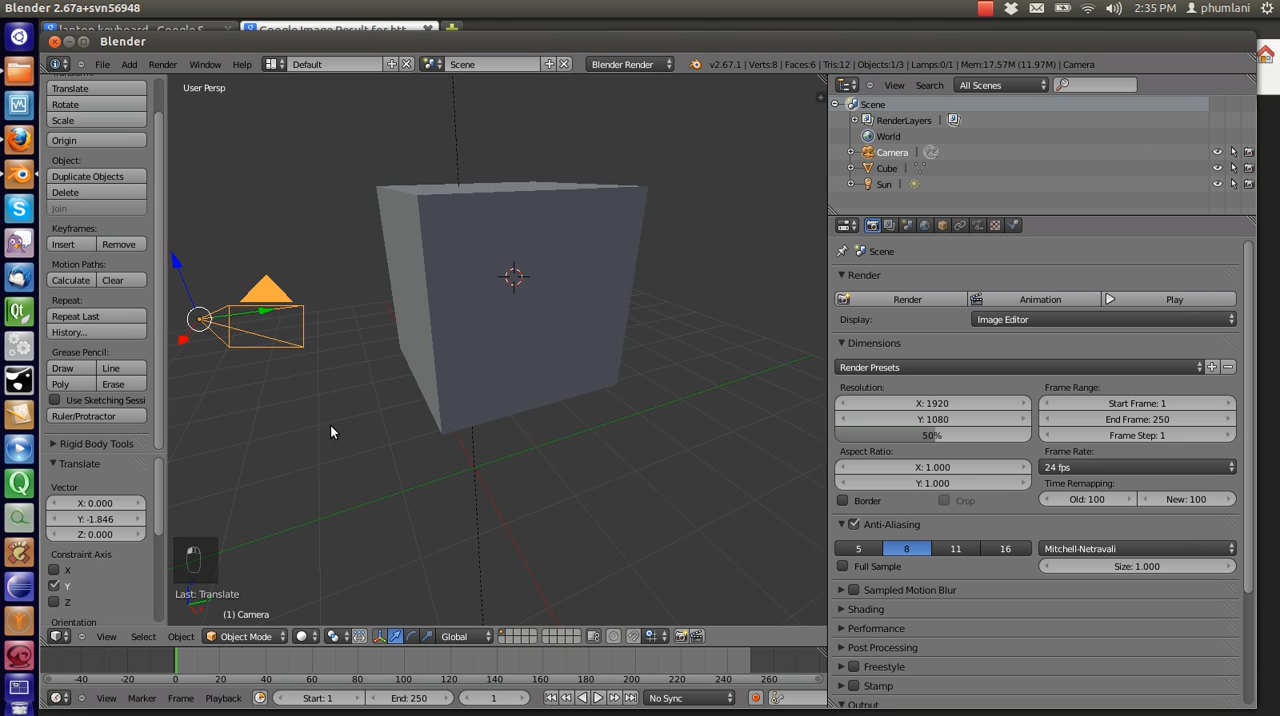 Blender 2.67a+svn56948
2:35 PM
phumlani
Blender
File Add Render Window Help
Default
Scene
Blender Render
v2.67.1 | Verts:8 | Faces:6 | Tris:12 | Objects:1/3 | Lamps:0/1 | Mem:17.57M (11.97M) | Camera
Translate
Rotate
Scale
Origin
Object:
Duplicate Objects
Delete
Join
Keyframes:
Insert Remove
Motion Paths:
Calculate Clear
Repeat:
Repeat Last
History...
Grease Pencil:
Draw Line
Poly Erase
Use Sketching Sessi
Ruler/Protractor
Rigid Body Tools
Translate
Vector
X: 0.000
Y: -1.846
Z: 0.000
Constraint Axis
X
Y
Z
Orientation
User Persp
Last: Translate
(1) Camera
View Select Object
Object Mode
Global
-40 -20 0 20 40 60 80 100 120 140 160 180 200 220 240 260
View Marker Frame Playback
Start: 1
End: 250
1
No Sync
View Search
All Scenes
Scene
RenderLayers
World
Camera
Cube
Sun
Scene
Render
Render Animation Play
Display: Image Editor
Dimensions
Render Presets
Resolution: Frame Range:
X: 1920 Start Frame: 1
Y: 1080 End Frame: 250
50% Frame Step: 1
Aspect Ratio: Frame Rate:
X: 1.000 24 fps
Y: 1.000 Time Remapping:
Border Crop Old: 100 New: 100
Anti-Aliasing
5 8 11 16 Mitchell-Netravali
Full Sample Size: 1.000
Sampled Motion Blur
Shading
Performance
Post Processing
Freestyle
Stamp
Output